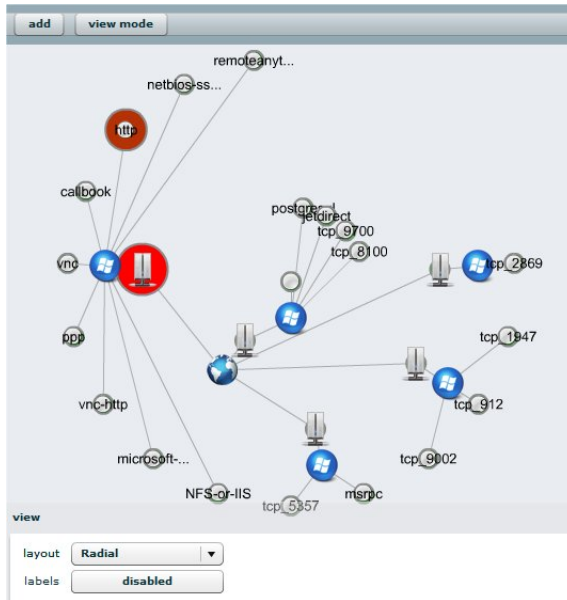 add
view mode
remoteanyt...
netbios-ss...
http
callbook
jetdirect
tcp_9700
tcp_8100
vnc
tcp_2869
ppp
tcp_1947
vnc-http
tcp_912
microsoft-...
tcp_9002
NFS-or-IIS
msrpc
tcp_5357
view
layout
Radial
labels
disabled